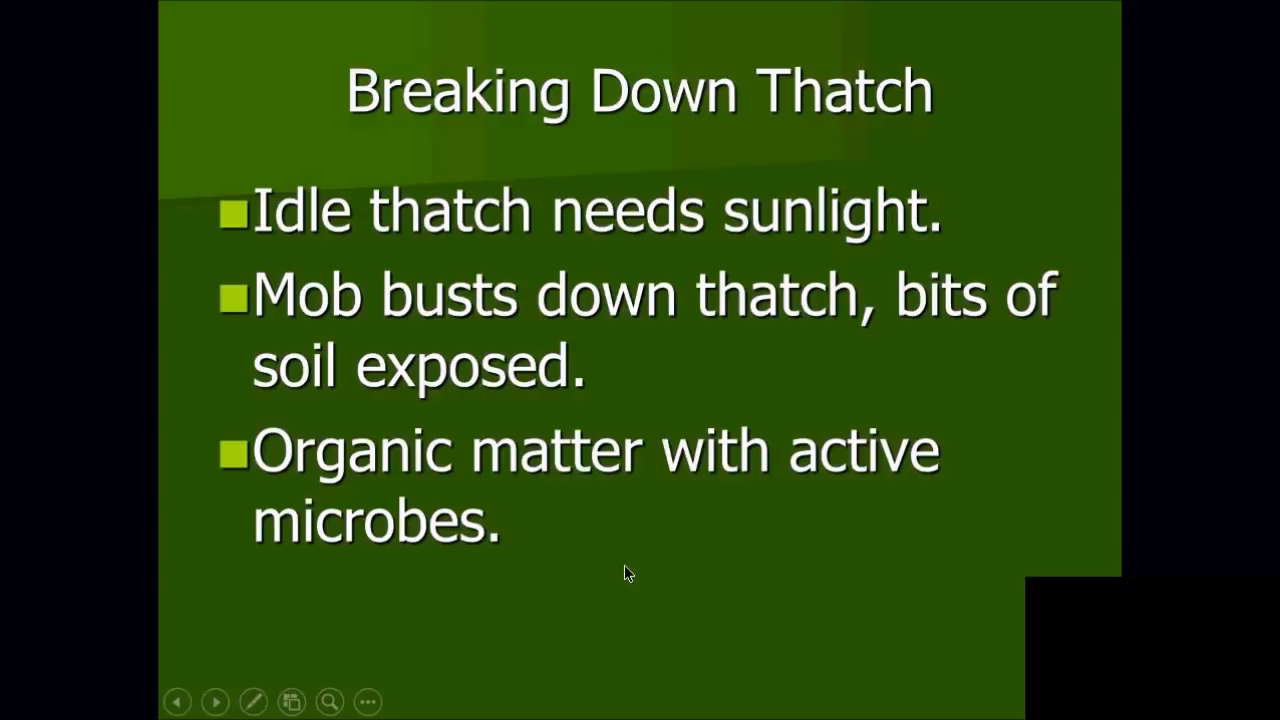 Breaking Down Thatch
Idle thatch needs sunlight.
Mob busts down thatch, bits of
soil exposed.
Organic matter with active
microbes.